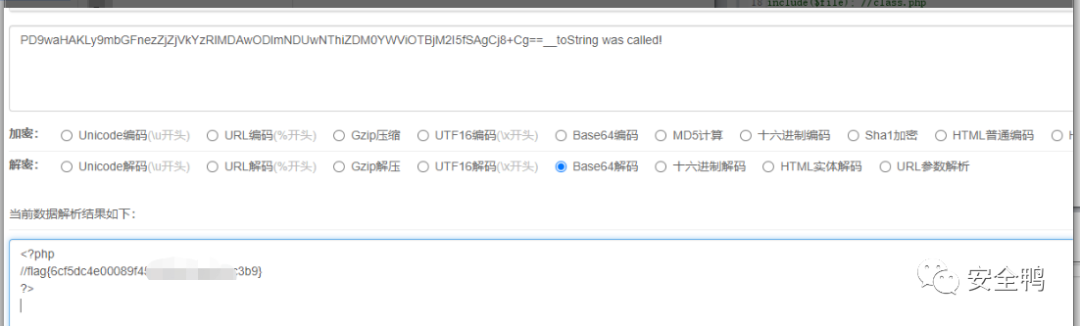 include($file); //class.php
PD9waHAKLy9mbGFnezZjZjVkYzRlMDAwODlmNDUwNThiZDM0YWViOTBjM2I5fSAgCj8+Cg==__toString was called!
加密： Unicode编码(\u开头) URL编码(%开头) Gzip压缩 UTF16编码(\x开头) Base64编码 MD5计算 十六进制编码 Sha1加密 HTML普通编码
解密： Unicode解码(\u开头) URL解码(%开头) Gzip解压 UTF16解码(\x开头) Base64解码 十六进制解码 HTML实体解码 URL参数解析
当前数据解析结果如下：
<?php
//flag{6cf5dc4e00089f45 c3b9}
?>
安全鸭